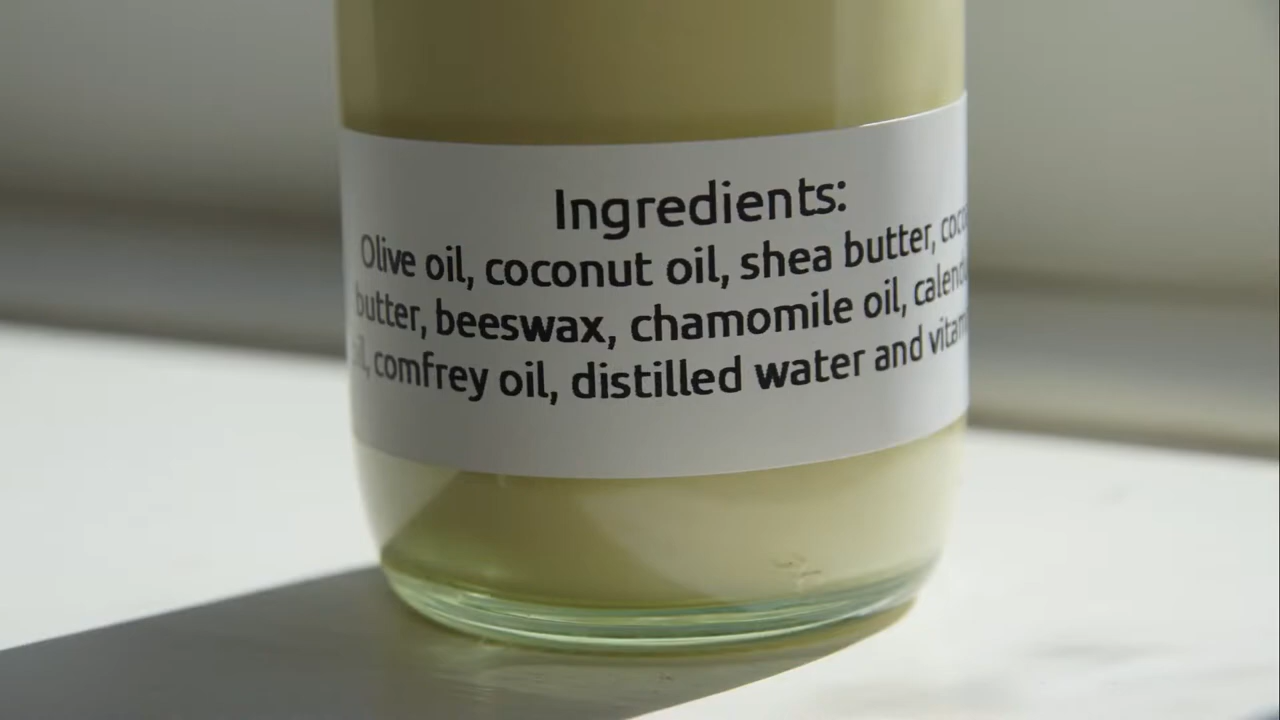 Ingredients:
Olive oil, coconut oil, shea butter,
butter, beeswax, chamomile oil,
comfrey oil, distilled water and